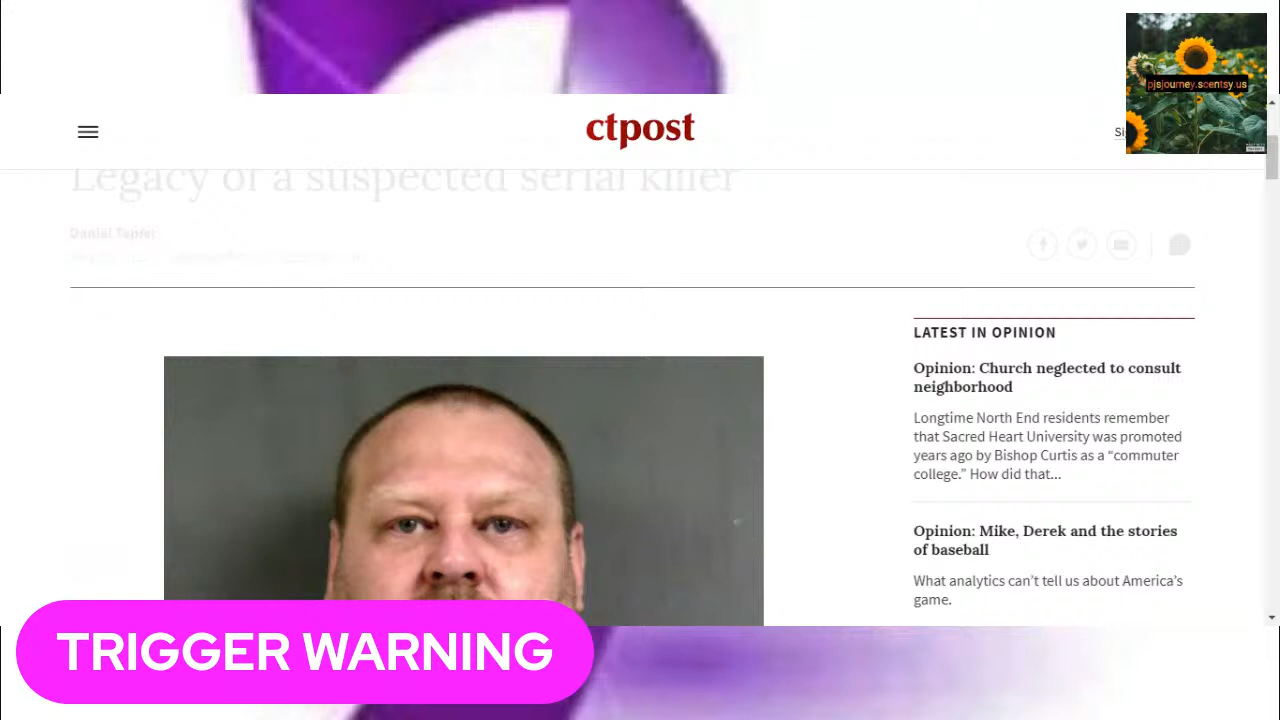 pjsjourney.scentsy.us
ctpost
Legacy of a suspected serial killer
LATEST IN OPINION
Opinion: Church neglected to consult
neighborhood
Longtime North End residents remember
that Sacred Heart University was promoted
years ago by Bishop Curtis as a “commuter
college.” How did that...
Opinion: Mike, Derek and the stories
of baseball
What analytics can’t tell us about America’s
game.
TRIGGER WARNING